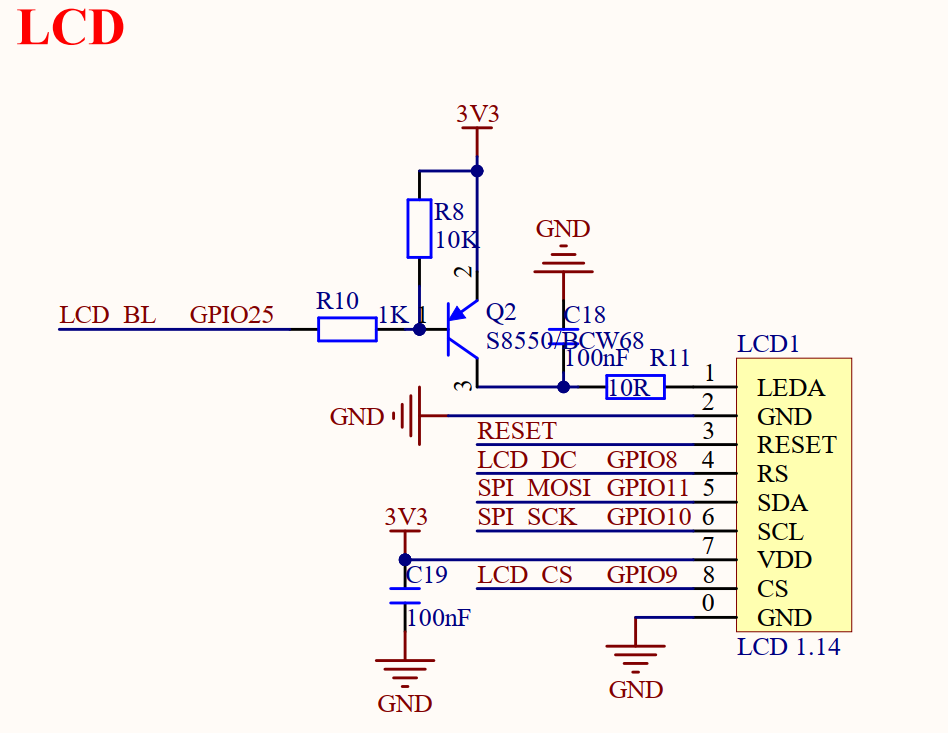 LCD
3V3
R8
10K
GND
2
LCD BL GPIO25
R10
1K
1
Q2
S8550/BCW68
C18
100nF
3
R11
10R
LCD1
1 LEDA
GND
2 GND
RESET 3 RESET
LCD DC GPIO8 4 RS
SPI MOSI GPIO11 5 SDA
SPI SCK GPIO10 6 SCL
3V3
7 VDD
C19
100nF
LCD CS GPIO9 8 CS
0 GND
LCD 1.14
GND
GND